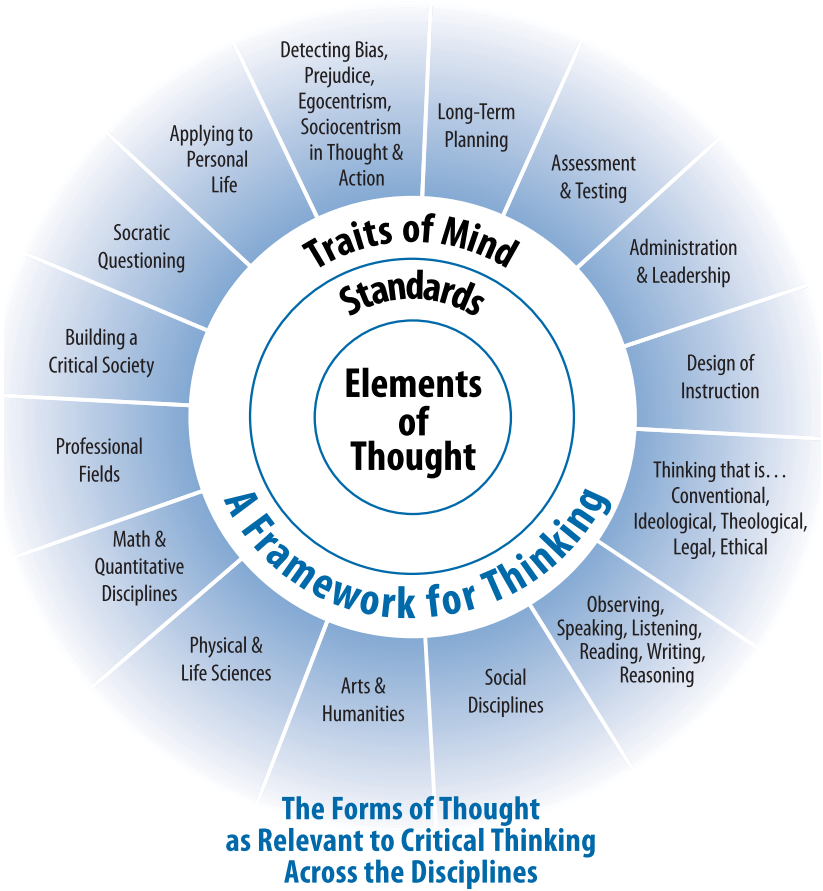 Detecting Bias,
Prejudice,
Egocentrism,
Sociocentrism
in Thought &
Action
Long-Term
Planning
Assessment
& Testing
Administration
& Leadership
Design of
Instruction
Thinking that is…
Conventional,
Ideological, Theological,
Legal, Ethical
Observing,
Speaking, Listening,
Reading, Writing,
Reasoning
Social
Disciplines
Arts &
Humanities
Physical &
Life Sciences
Math &
Quantitative
Disciplines
Professional
Fields
Building a
Critical Society
Socratic
Questioning
Applying to
Personal
Life
Traits of Mind
Standards
Elements
of
Thought
A Framework for Thinking
The Forms of Thought
as Relevant to Critical Thinking
Across the Disciplines